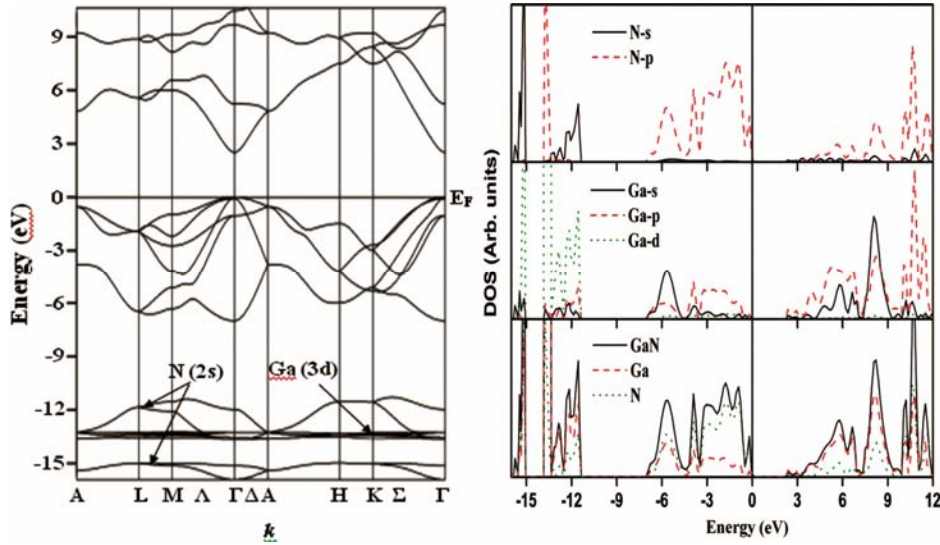 9
6
3
0
-3
-6
-9
-12
-15
Energy (eV)
E_F
N (2s)
Ga (3d)
A L M Λ Γ Δ A H K Σ Γ
k
N-s
N-p
Ga-s
Ga-p
Ga-d
GaN
Ga
N
DOS (Arb. units)
-15 -12 -9 -6 -3 0 3 6 9 12
Energy (eV)